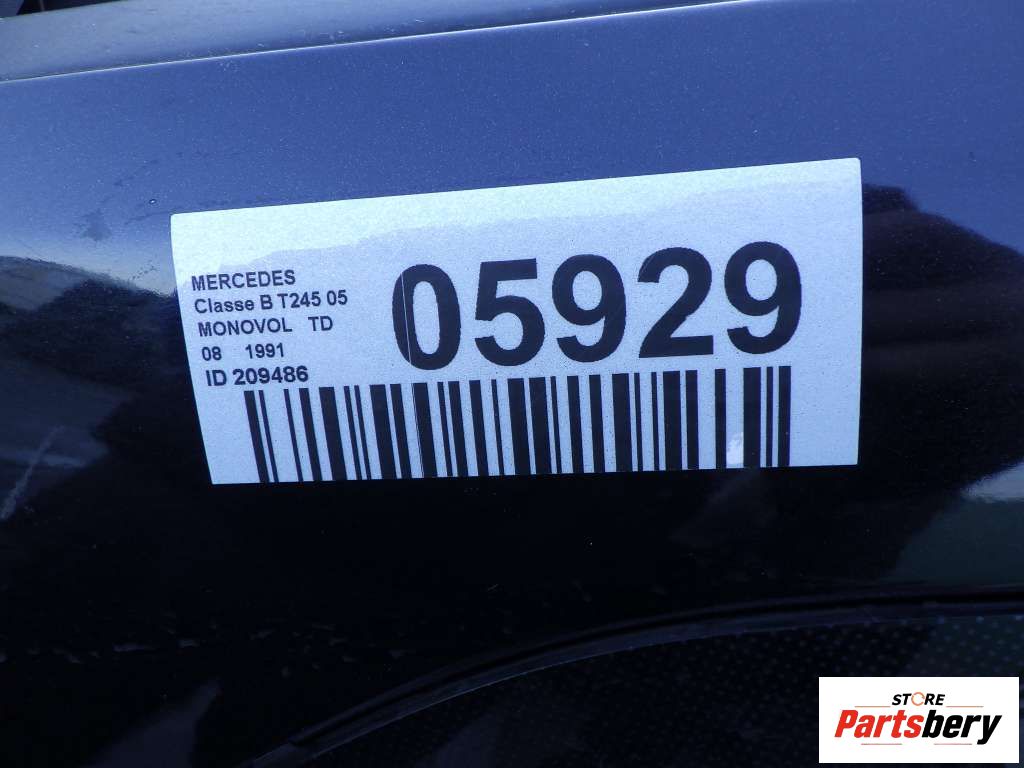 MERCEDES
Classe B T245 05
MONOVOL TD
08 1991
ID 209486
05929
STORE
Partsbery